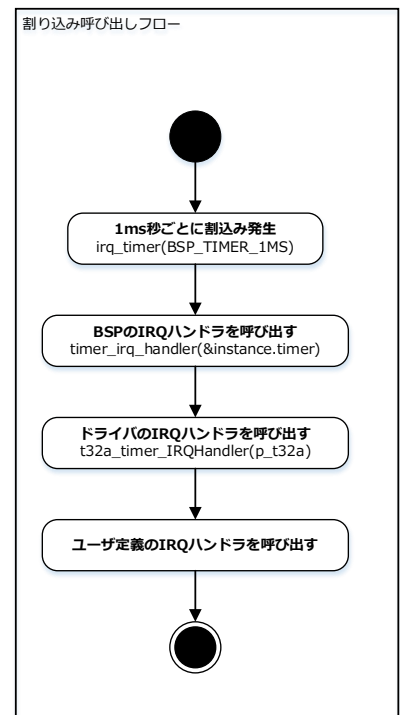 割り込み呼び出しフロー
1ms秒ごとに割込み発生
irq_timer(BSP_TIMER_1MS)
BSPのIRQハンドラを呼び出す
timer_irq_handler(&instance.timer)
ドライバのIRQハンドラを呼び出す
t32a_timer_IRQHandler(p_t32a)
ユーザ定義のIRQハンドラを呼び出す